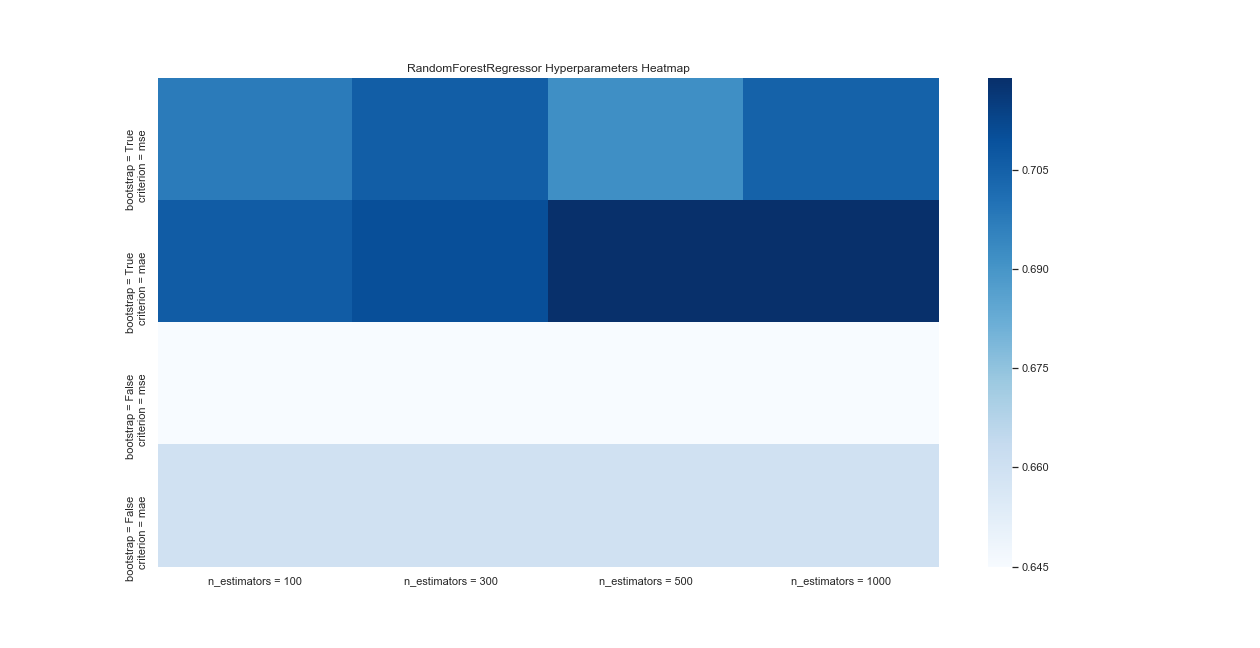 RandomForestRegressor Hyperparameters Heatmap
bootstrap = True
criterion = mse
bootstrap = True
criterion = mae
bootstrap = False
criterion = mse
bootstrap = False
criterion = mae
n_estimators = 100
n_estimators = 300
n_estimators = 500
n_estimators = 1000
0.705
0.690
0.675
0.660
0.645